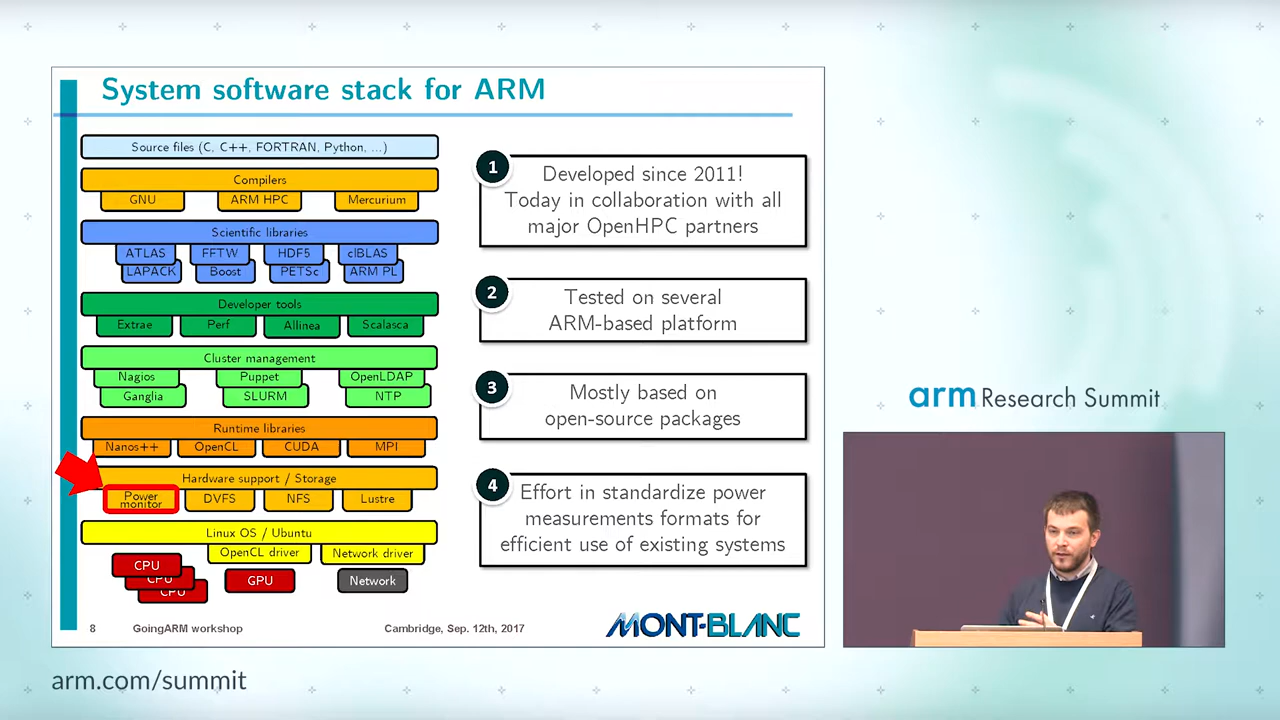 System software stack for ARM
Source files (C, C++, FORTRAN, Python, ...)
Compilers
GNU
ARM HPC
Mercurium
Scientific libraries
ATLAS
FFTW
HDF5
clBLAS
LAPACK
Boost
PETSc
ARM PL
Developer tools
Extrae
Perf
Allinea
Scalasca
Cluster management
Nagios
Puppet
OpenLDAP
Ganglia
SLURM
NTP
Runtime libraries
Nanos++
OpenCL
CUDA
MPI
Hardware support / Storage
Power
monitor
DVFS
NFS
Lustre
Linux OS / Ubuntu
OpenCL driver
Network driver
CPU
CPU
CPU
GPU
Network
1
Developed since 2011!
Today in collaboration with all
major OpenHPC partners
2
Tested on several
ARM-based platform
3
Mostly based on
open-source packages
4
Effort in standardize power
measurements formats for
efficient use of existing systems
8
GoingARM workshop
Cambridge, Sep. 12th, 2017
MONT-BLANC
arm Research Summit
arm.com/summit